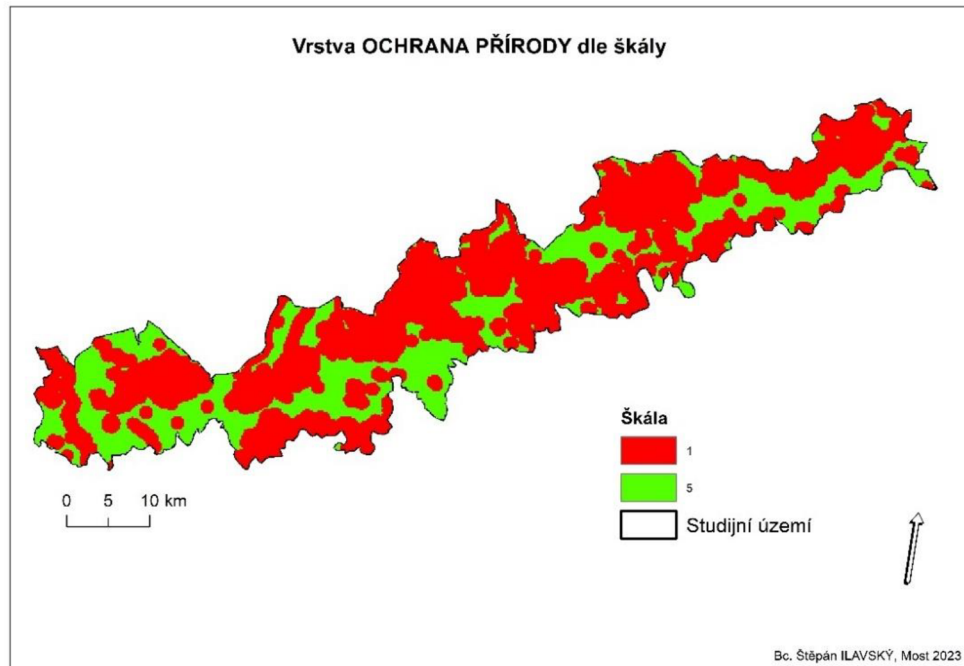 Vrstva OCHRANA PŘÍRODY dle škály
Škála
1
5
Studijní území
0 5 10 km
Bc. Štěpán ILAVSKÝ, Most 2023